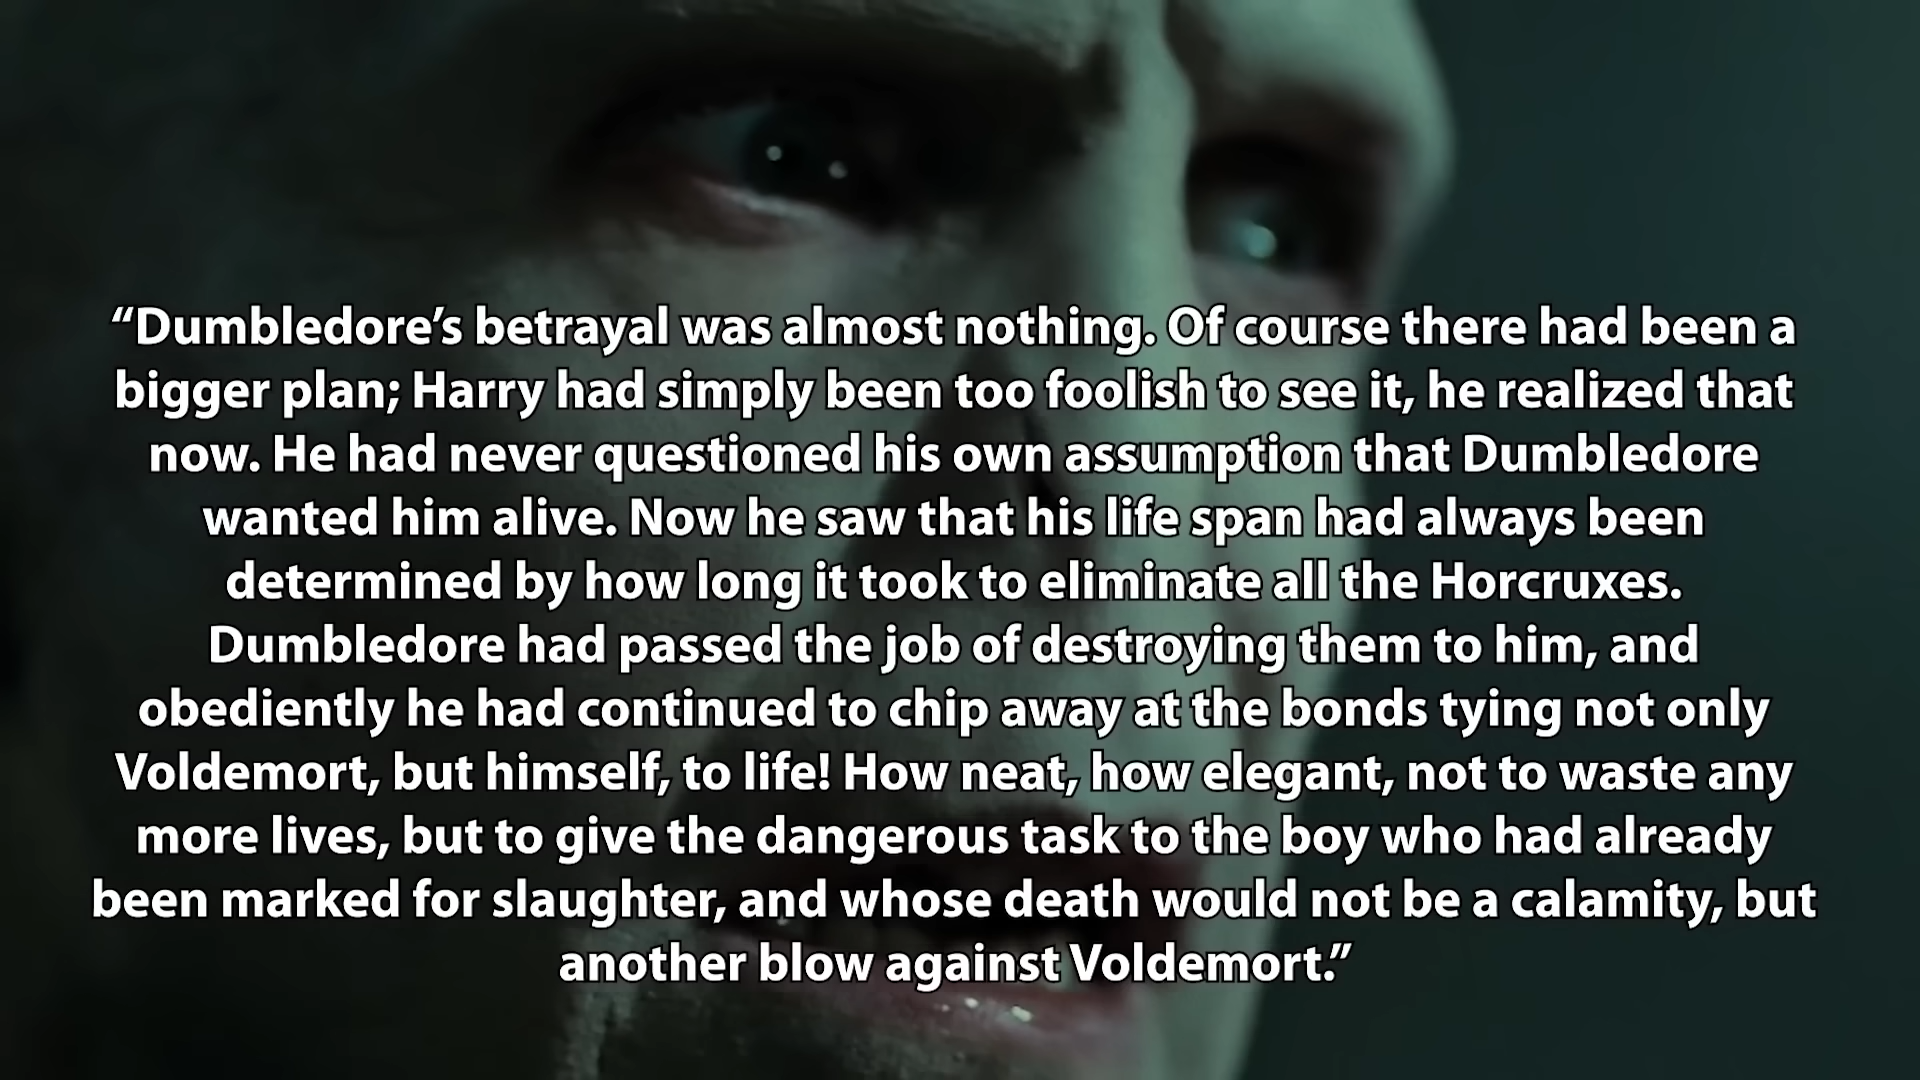 “Dumbledore’s betrayal was almost nothing. Of course there had been a
bigger plan; Harry had simply been too foolish to see it, he realized that
now. He had never questioned his own assumption that Dumbledore
wanted him alive. Now he saw that his life span had always been
determined by how long it took to eliminate all the Horcruxes.
Dumbledore had passed the job of destroying them to him, and
obediently he had continued to chip away at the bonds tying not only
Voldemort, but himself, to life! How neat, how elegant, not to waste any
more lives, but to give the dangerous task to the boy who had already
been marked for slaughter, and whose death would not be a calamity, but
another blow against Voldemort.”